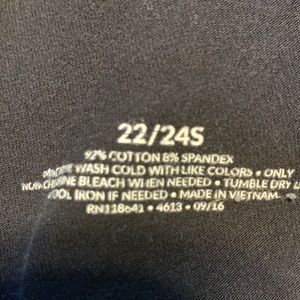 22/24S
92% COTTON 8% SPANDEX
WASH COLD WITH LIKE COLORS • ONLY
BLEACH WHEN NEEDED • TUMBLE DRY
IRON IF NEEDED • MADE IN VIETNAM
RN118641 • 4613 • 09/16